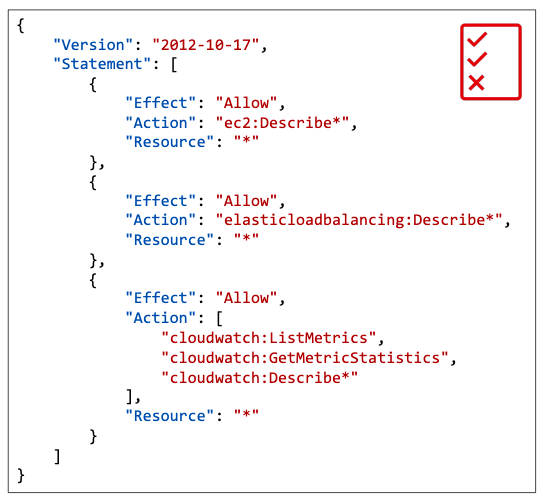 {
    "Version": "2012-10-17",
    "Statement": [
        {
            "Effect": "Allow",
            "Action": "ec2:Describe*",
            "Resource": "*"
        },
        {
            "Effect": "Allow",
            "Action": "elasticloadbalancing:Describe*",
            "Resource": "*"
        },
        {
            "Effect": "Allow",
            "Action": [
                "cloudwatch:ListMetrics",
                "cloudwatch:GetMetricStatistics",
                "cloudwatch:Describe*"
            ],
            "Resource": "*"
        }
    ]
}